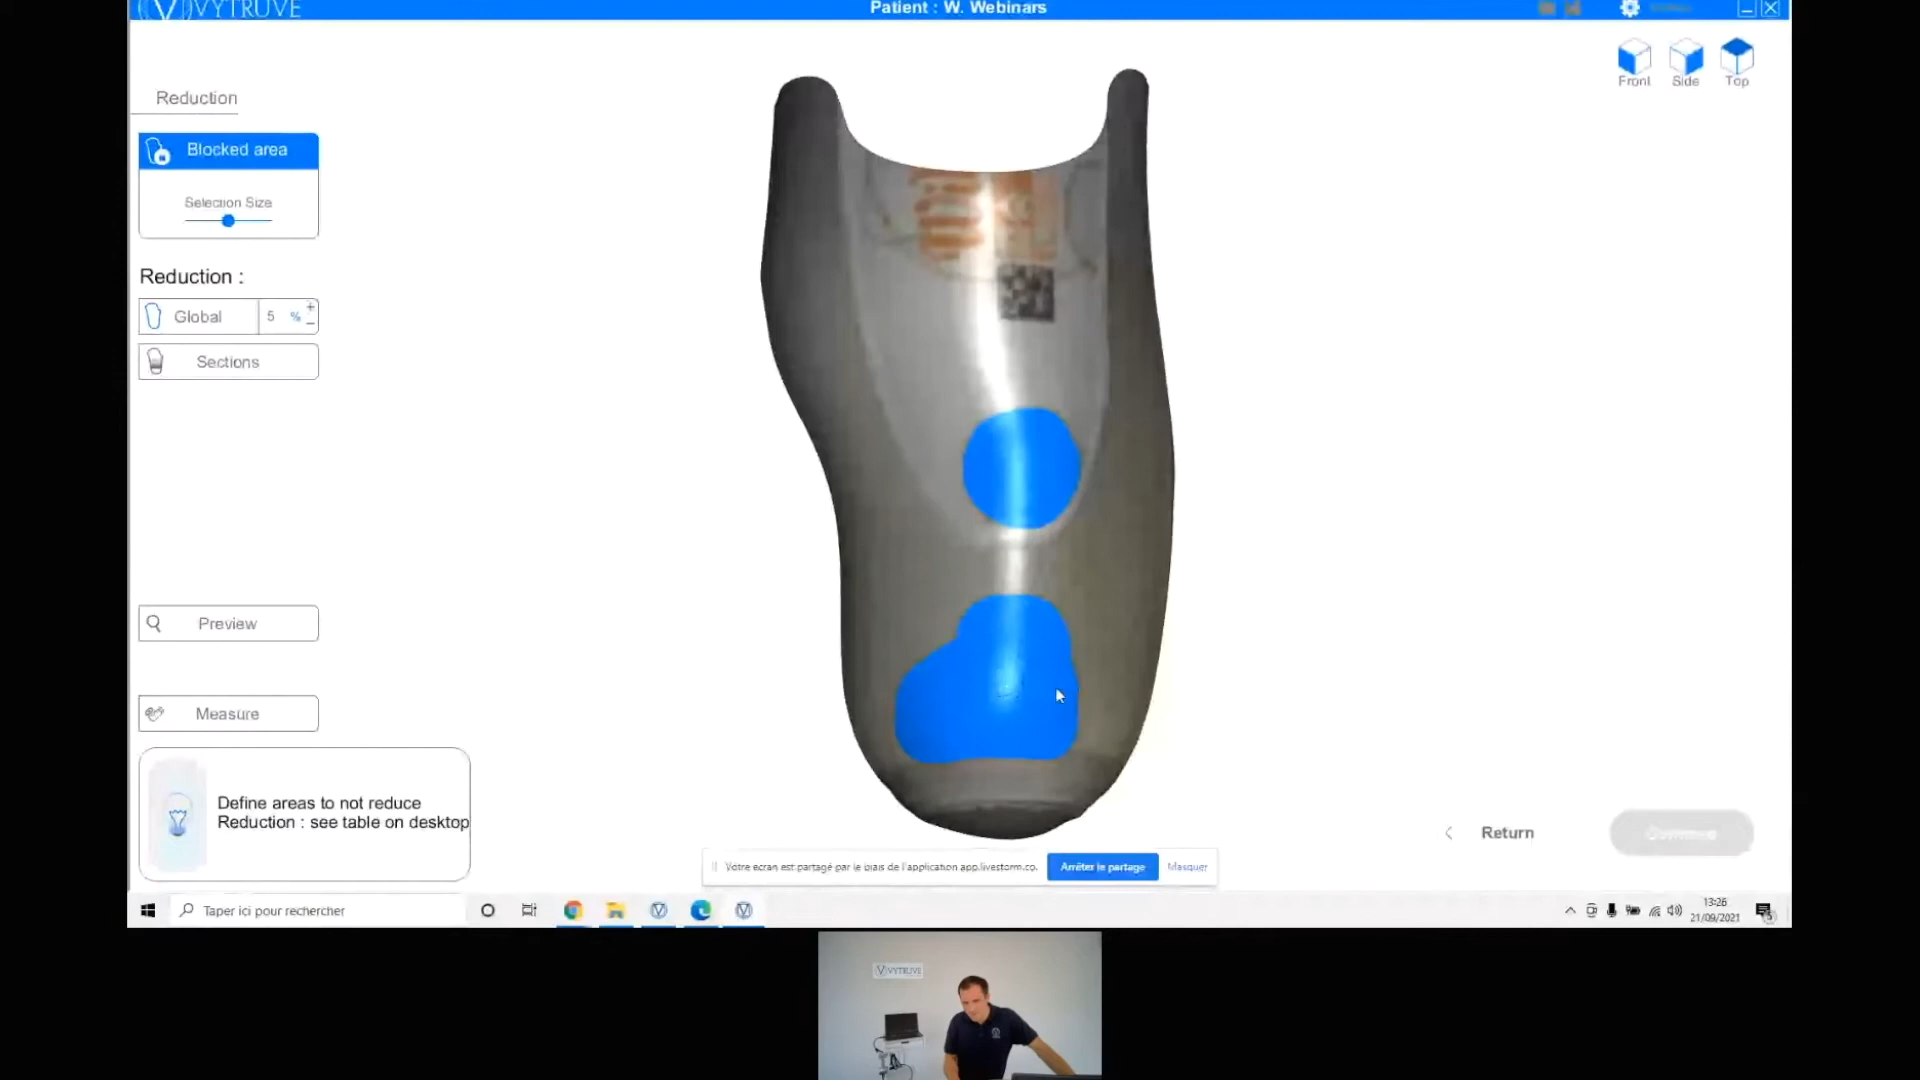 VYTRUVE
Patient : W. Webinars
Front
Side
Top
Reduction
Blocked area
Selection Size
Reduction :
Global
5
%
+
−
Sections
Preview
Measure
Define areas to not reduce
Reduction : see table on desktop
Return
Votre écran est partagé par le biais de l'application app.livestorm.co.
Arrêter le partage
Masquer
Taper ici pour rechercher
13:26
21/09/2021
5
VYTRUVE